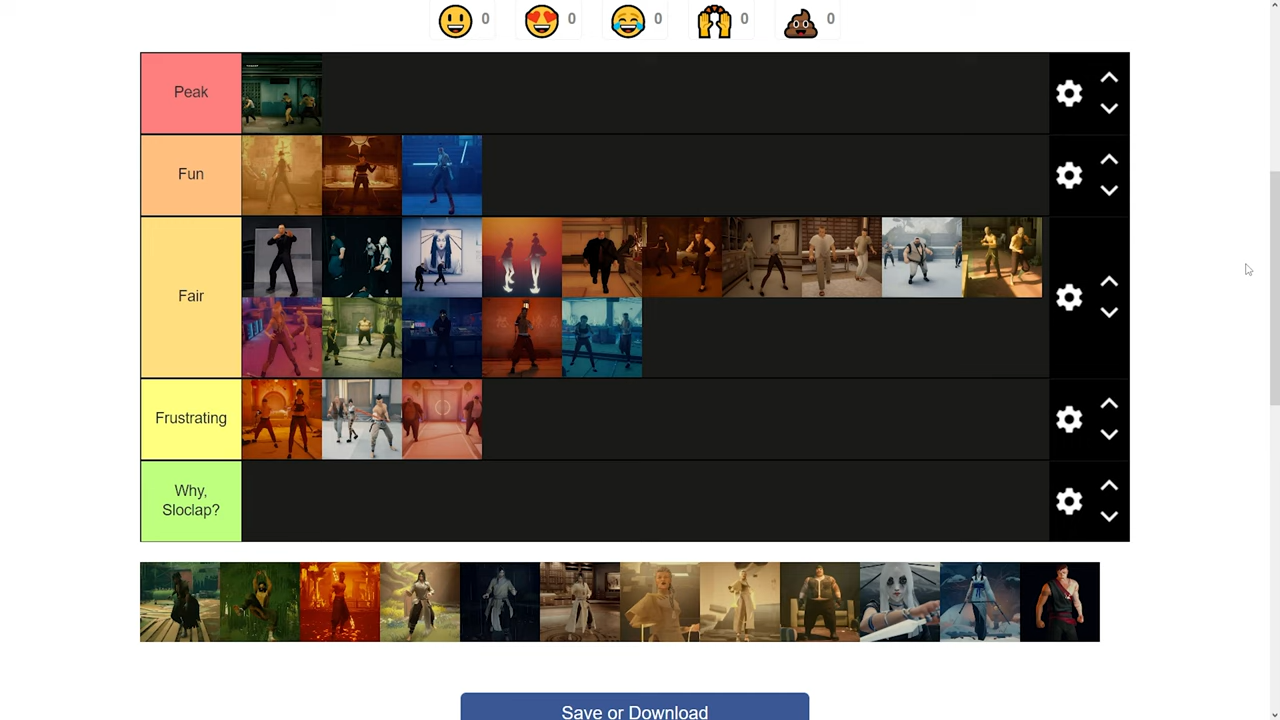 0
0
0
0
0
Peak
Fun
Fair
Frustrating
Why,
Sloclap?
Save or Download